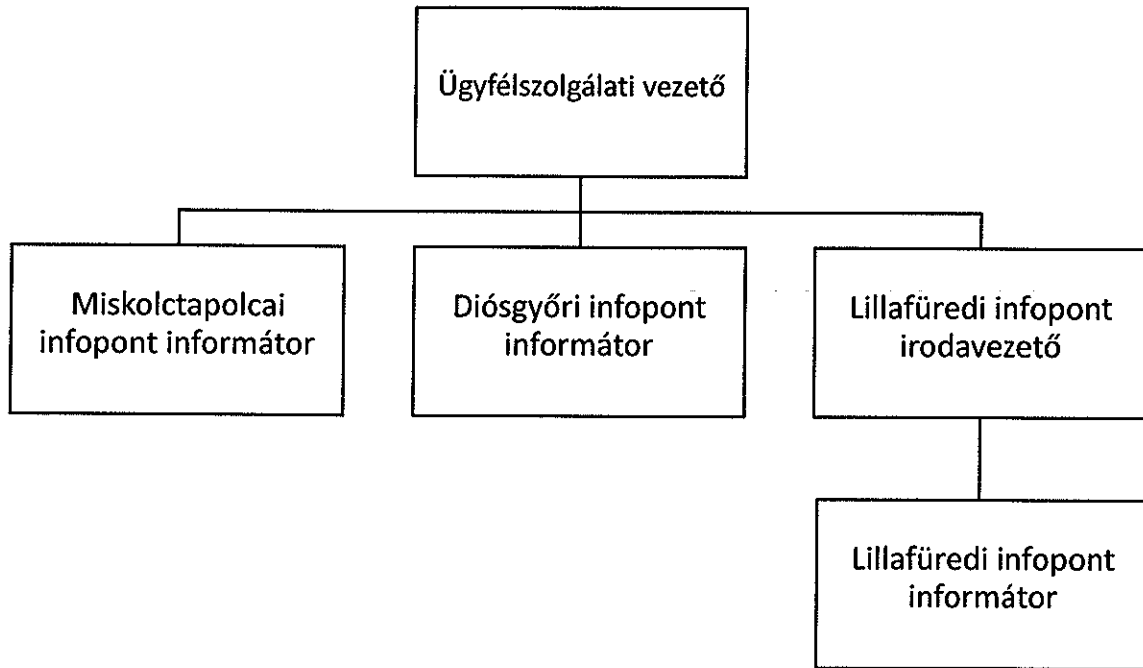 Ügyfélszolgálati vezető
Miskolctapolcai
infopont informátor
Diósgyőri infopont
informátor
Lillafüredi infopont
irodavezető
Lillafüredi infopont
informátor